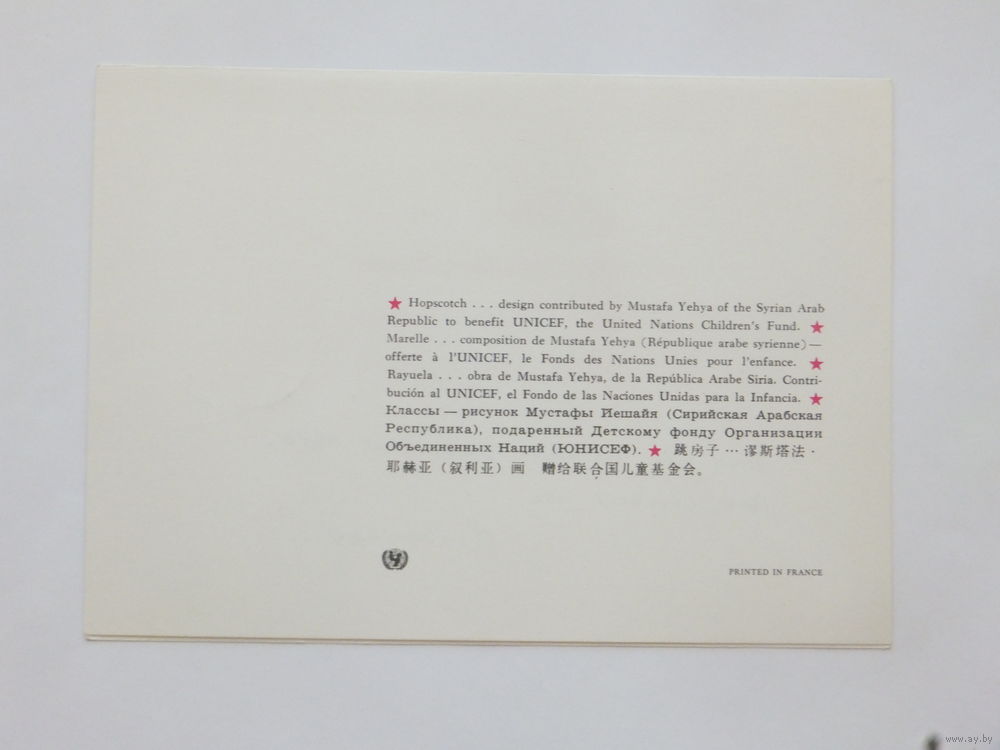 ★ Hopscotch . . . design contributed by Mustafa Yehya of the Syrian Arab
Republic to benefit UNICEF, the United Nations Children's Fund. ★
Marelle . . . composition de Mustafa Yehya (République arabe syrienne)—
offerte à l'UNICEF, le Fonds des Nations Unies pour l'enfance. ★
Rayuela . . . obra de Mustafa Yehya, de la República Arabe Siria. Contri-
bución al UNICEF, el Fondo de las Naciones Unidas para la Infancia. ★
Классы — рисунок Мустафы Иешайя (Сирийская Арабская
Республика), подаренный Детскому фонду Организации
Объединенных Наций (ЮНИСЕФ). ★ 跳房子 … 谬斯塔法·
耶赫亚（叙利亚）画 赠给联合国儿童基金会。
PRINTED IN FRANCE
www.ay.by